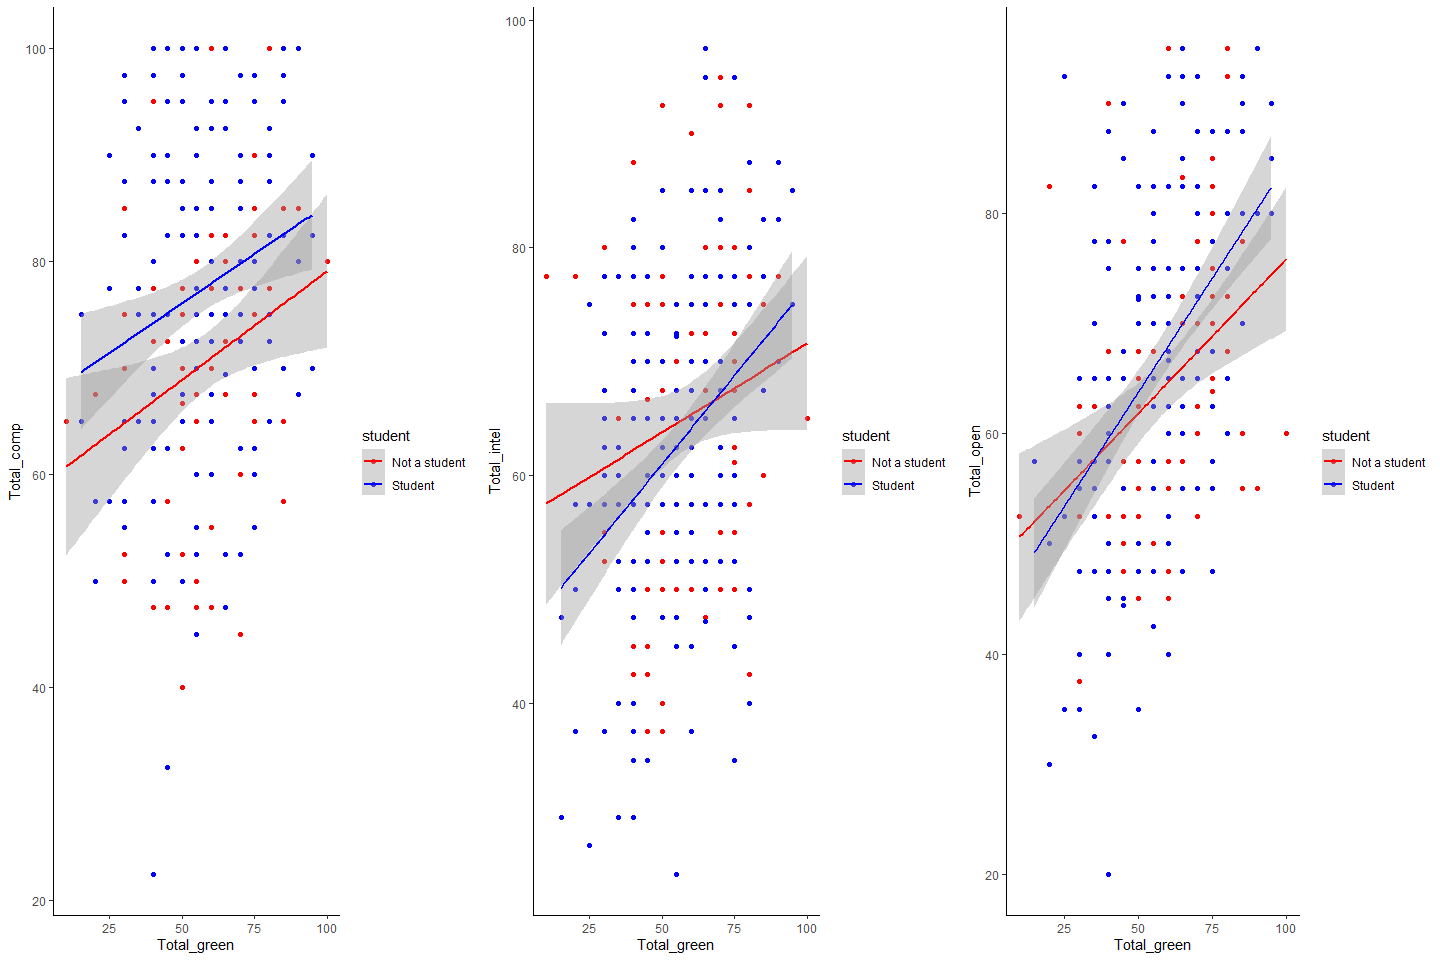 Total_comp
100
80
60
40
20
25 50 75 100
Total_green
student
Not a student
Student
Total_intel
100
80
60
40
25 50 75 100
Total_green
student
Not a student
Student
Total_open
80
60
40
20
25 50 75 100
Total_green
student
Not a student
Student